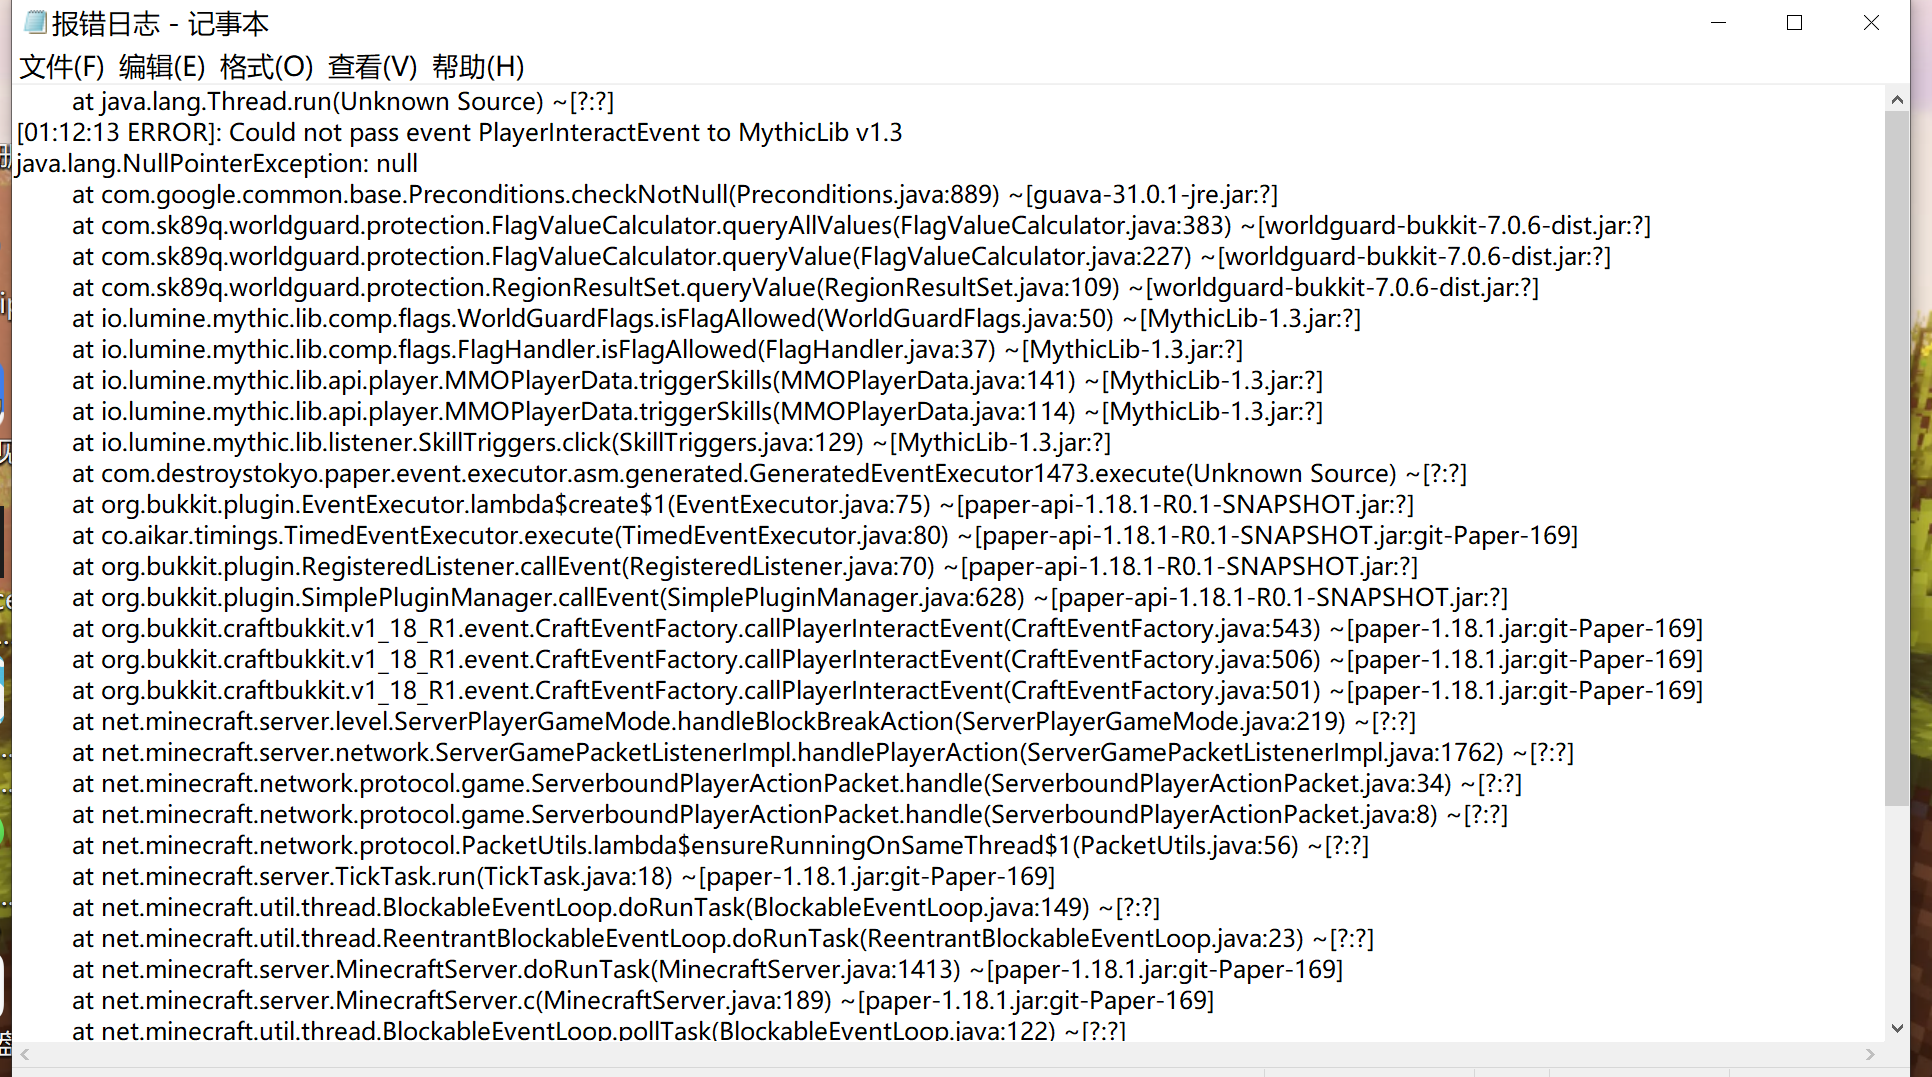 报错日志 - 记事本
文件(F) 编辑(E) 格式(O) 查看(V) 帮助(H)
at java.lang.Thread.run(Unknown Source) ~[?:?]
[01:12:13 ERROR]: Could not pass event PlayerInteractEvent to MythicLib v1.3
java.lang.NullPointerException: null
at com.google.common.base.Preconditions.checkNotNull(Preconditions.java:889) ~[guava-31.0.1-jre.jar:?]
at com.sk89q.worldguard.protection.FlagValueCalculator.queryAllValues(FlagValueCalculator.java:383) ~[worldguard-bukkit-7.0.6-dist.jar:?]
at com.sk89q.worldguard.protection.FlagValueCalculator.queryValue(FlagValueCalculator.java:227) ~[worldguard-bukkit-7.0.6-dist.jar:?]
at com.sk89q.worldguard.protection.RegionResultSet.queryValue(RegionResultSet.java:109) ~[worldguard-bukkit-7.0.6-dist.jar:?]
at io.lumine.mythic.lib.comp.flags.WorldGuardFlags.isFlagAllowed(WorldGuardFlags.java:50) ~[MythicLib-1.3.jar:?]
at io.lumine.mythic.lib.comp.flags.FlagHandler.isFlagAllowed(FlagHandler.java:37) ~[MythicLib-1.3.jar:?]
at io.lumine.mythic.lib.api.player.MMOPlayerData.triggerSkills(MMOPlayerData.java:141) ~[MythicLib-1.3.jar:?]
at io.lumine.mythic.lib.api.player.MMOPlayerData.triggerSkills(MMOPlayerData.java:114) ~[MythicLib-1.3.jar:?]
at io.lumine.mythic.lib.listener.SkillTriggers.click(SkillTriggers.java:129) ~[MythicLib-1.3.jar:?]
at com.destroystokyo.paper.event.executor.asm.generated.GeneratedEventExecutor1473.execute(Unknown Source) ~[?:?]
at org.bukkit.plugin.EventExecutor.lambda$create$1(EventExecutor.java:75) ~[paper-api-1.18.1-R0.1-SNAPSHOT.jar:?]
at co.aikar.timings.TimedEventExecutor.execute(TimedEventExecutor.java:80) ~[paper-api-1.18.1-R0.1-SNAPSHOT.jar:git-Paper-169]
at org.bukkit.plugin.RegisteredListener.callEvent(RegisteredListener.java:70) ~[paper-api-1.18.1-R0.1-SNAPSHOT.jar:?]
at org.bukkit.plugin.SimplePluginManager.callEvent(SimplePluginManager.java:628) ~[paper-api-1.18.1-R0.1-SNAPSHOT.jar:?]
at org.bukkit.craftbukkit.v1_18_R1.event.CraftEventFactory.callPlayerInteractEvent(CraftEventFactory.java:543) ~[paper-1.18.1.jar:git-Paper-169]
at org.bukkit.craftbukkit.v1_18_R1.event.CraftEventFactory.callPlayerInteractEvent(CraftEventFactory.java:506) ~[paper-1.18.1.jar:git-Paper-169]
at org.bukkit.craftbukkit.v1_18_R1.event.CraftEventFactory.callPlayerInteractEvent(CraftEventFactory.java:501) ~[paper-1.18.1.jar:git-Paper-169]
at net.minecraft.server.level.ServerPlayerGameMode.handleBlockBreakAction(ServerPlayerGameMode.java:219) ~[?:?]
at net.minecraft.server.network.ServerGamePacketListenerImpl.handlePlayerAction(ServerGamePacketListenerImpl.java:1762) ~[?:?]
at net.minecraft.network.protocol.game.ServerboundPlayerActionPacket.handle(ServerboundPlayerActionPacket.java:34) ~[?:?]
at net.minecraft.network.protocol.game.ServerboundPlayerActionPacket.handle(ServerboundPlayerActionPacket.java:8) ~[?:?]
at net.minecraft.network.protocol.PacketUtils.lambda$ensureRunningOnSameThread$1(PacketUtils.java:56) ~[?:?]
at net.minecraft.server.TickTask.run(TickTask.java:18) ~[paper-1.18.1.jar:git-Paper-169]
at net.minecraft.util.thread.BlockableEventLoop.doRunTask(BlockableEventLoop.java:149) ~[?:?]
at net.minecraft.util.thread.ReentrantBlockableEventLoop.doRunTask(ReentrantBlockableEventLoop.java:23) ~[?:?]
at net.minecraft.server.MinecraftServer.doRunTask(MinecraftServer.java:1413) ~[paper-1.18.1.jar:git-Paper-169]
at net.minecraft.server.MinecraftServer.c(MinecraftServer.java:189) ~[paper-1.18.1.jar:git-Paper-169]
at net.minecraft.util.thread.BlockableEventLoop.pollTask(BlockableEventLoop.java:122) ~[?:?]